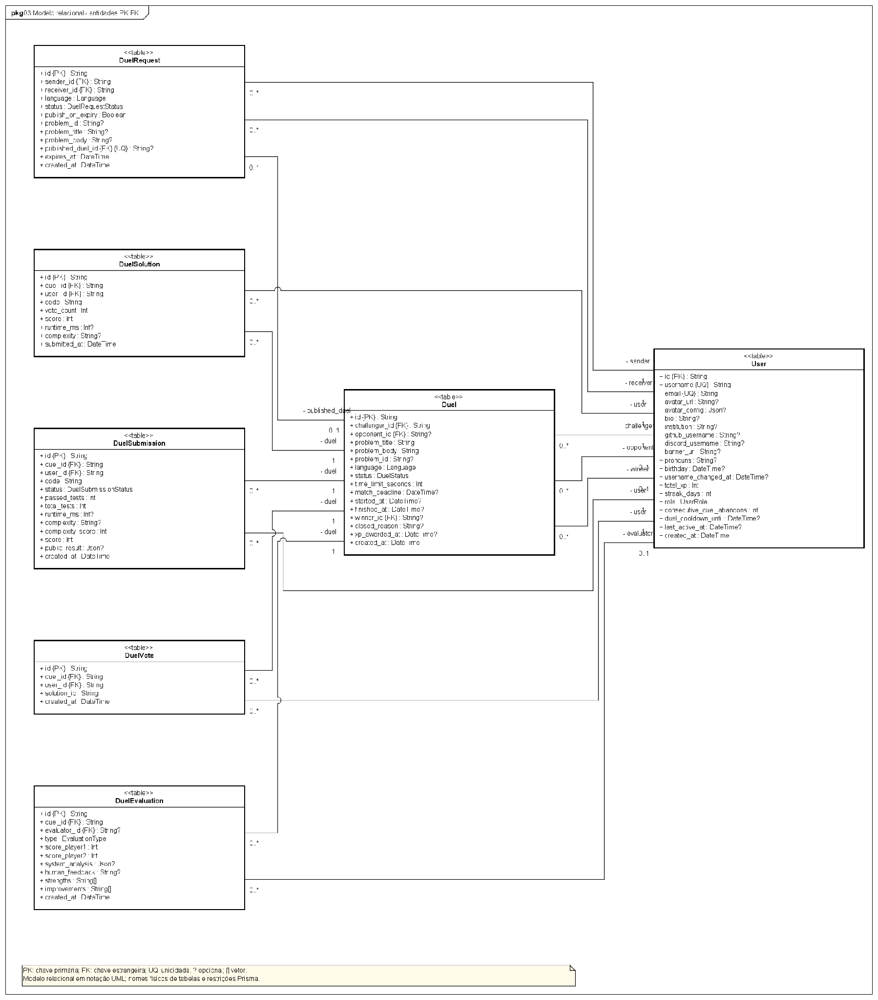 pkg 03 Modelo relacional - entidades PK FK
<<table>>
DuelRequest
+ id {PK} : String
+ sender_id {FK} : String
+ receiver_id {FK} : String
+ language : Language
+ status : DuelRequestStatus
+ publish_on_expiry : Boolean
+ problem_id : String?
+ problem_title : String?
+ problem_body : String?
+ published_duel_id {FK} {UQ} : String?
+ expires_at : DateTime
+ created_at : DateTime
0..*
0..*
0..1
<<table>>
DuelSolution
+ id {PK} : String
+ duel_id {FK} : String
+ user_id {FK} : String
+ code : String
+ vote_count : Int
+ score : Int
+ runtime_ms : Int?
+ complexity : String?
+ submitted_at : DateTime
0..*
0..*
<<table>>
DuelSubmission
+ id {PK} : String
+ duel_id {FK} : String
+ user_id {FK} : String
+ code : String
+ status : DuelSubmissionStatus
+ passed_tests : Int
+ total_tests : Int
+ runtime_ms : Int?
+ complexity : String?
+ complexity_score : Int
+ score : Int
+ public_result : Json?
+ created_at : DateTime
0..*
0..*
<<table>>
DuelVote
+ id {PK} : String
+ duel_id {FK} : String
+ user_id {FK} : String
+ solution_id : String
+ created_at : DateTime
0..*
0..*
<<table>>
DuelEvaluation
+ id {PK} : String
+ duel_id {FK} : String
+ evaluator_id {FK} : String?
+ type : EvaluationType
+ score_player1 : Int
+ score_player2 : Int
+ system_analysis : Json?
+ human_feedback : String?
+ strengths : String[]
+ improvements : String[]
+ created_at : DateTime
0..*
0..*
- published_duel
0..1
- duel
1
- duel
1
- duel
1
- duel
1
<<table>>
Duel
+ id {PK} : String
+ challenger_id {FK} : String
+ opponent_id {FK} : String?
+ problem_title : String
+ problem_body : String
+ problem_id : String?
+ language : Language
+ status : DuelStatus
+ time_limit_seconds : Int
+ match_deadline : DateTime?
+ started_at : DateTime?
+ finished_at : DateTime?
+ winner_id {FK} : String?
+ closed_reason : String?
+ xp_awarded_at : DateTime?
+ created_at : DateTime
0..*
0..*
0..*
- sender
1
- receiver
1
- user
1
challenger
1
- opponent
0..1
- winner
0..1
- user
1
- user
1
- evaluator
0..1
<<table>>
User
+ id {PK} : String
+ username {UQ} : String
email {UQ} : String
avatar_url : String?
avatar_config : Json?
bio : String?
institution : String?
github_username : String?
discord_username : String?
banner_url : String?
+ pronouns : String?
+ birthday : DateTime?
+ username_changed_at : DateTime?
+ total_xp : Int
+ streak_days : Int
+ role : UserRole
+ consecutive_duel_abandons : Int
+ duel_cooldown_until : DateTime?
+ last_active_at : DateTime?
+ created_at : DateTime
PK: chave primária; FK: chave estrangeira; UQ: unicidade. ? opcional; [] vetor.
Modelo relacional em notação UML; nomes físicos de tabelas e restrições Prisma.